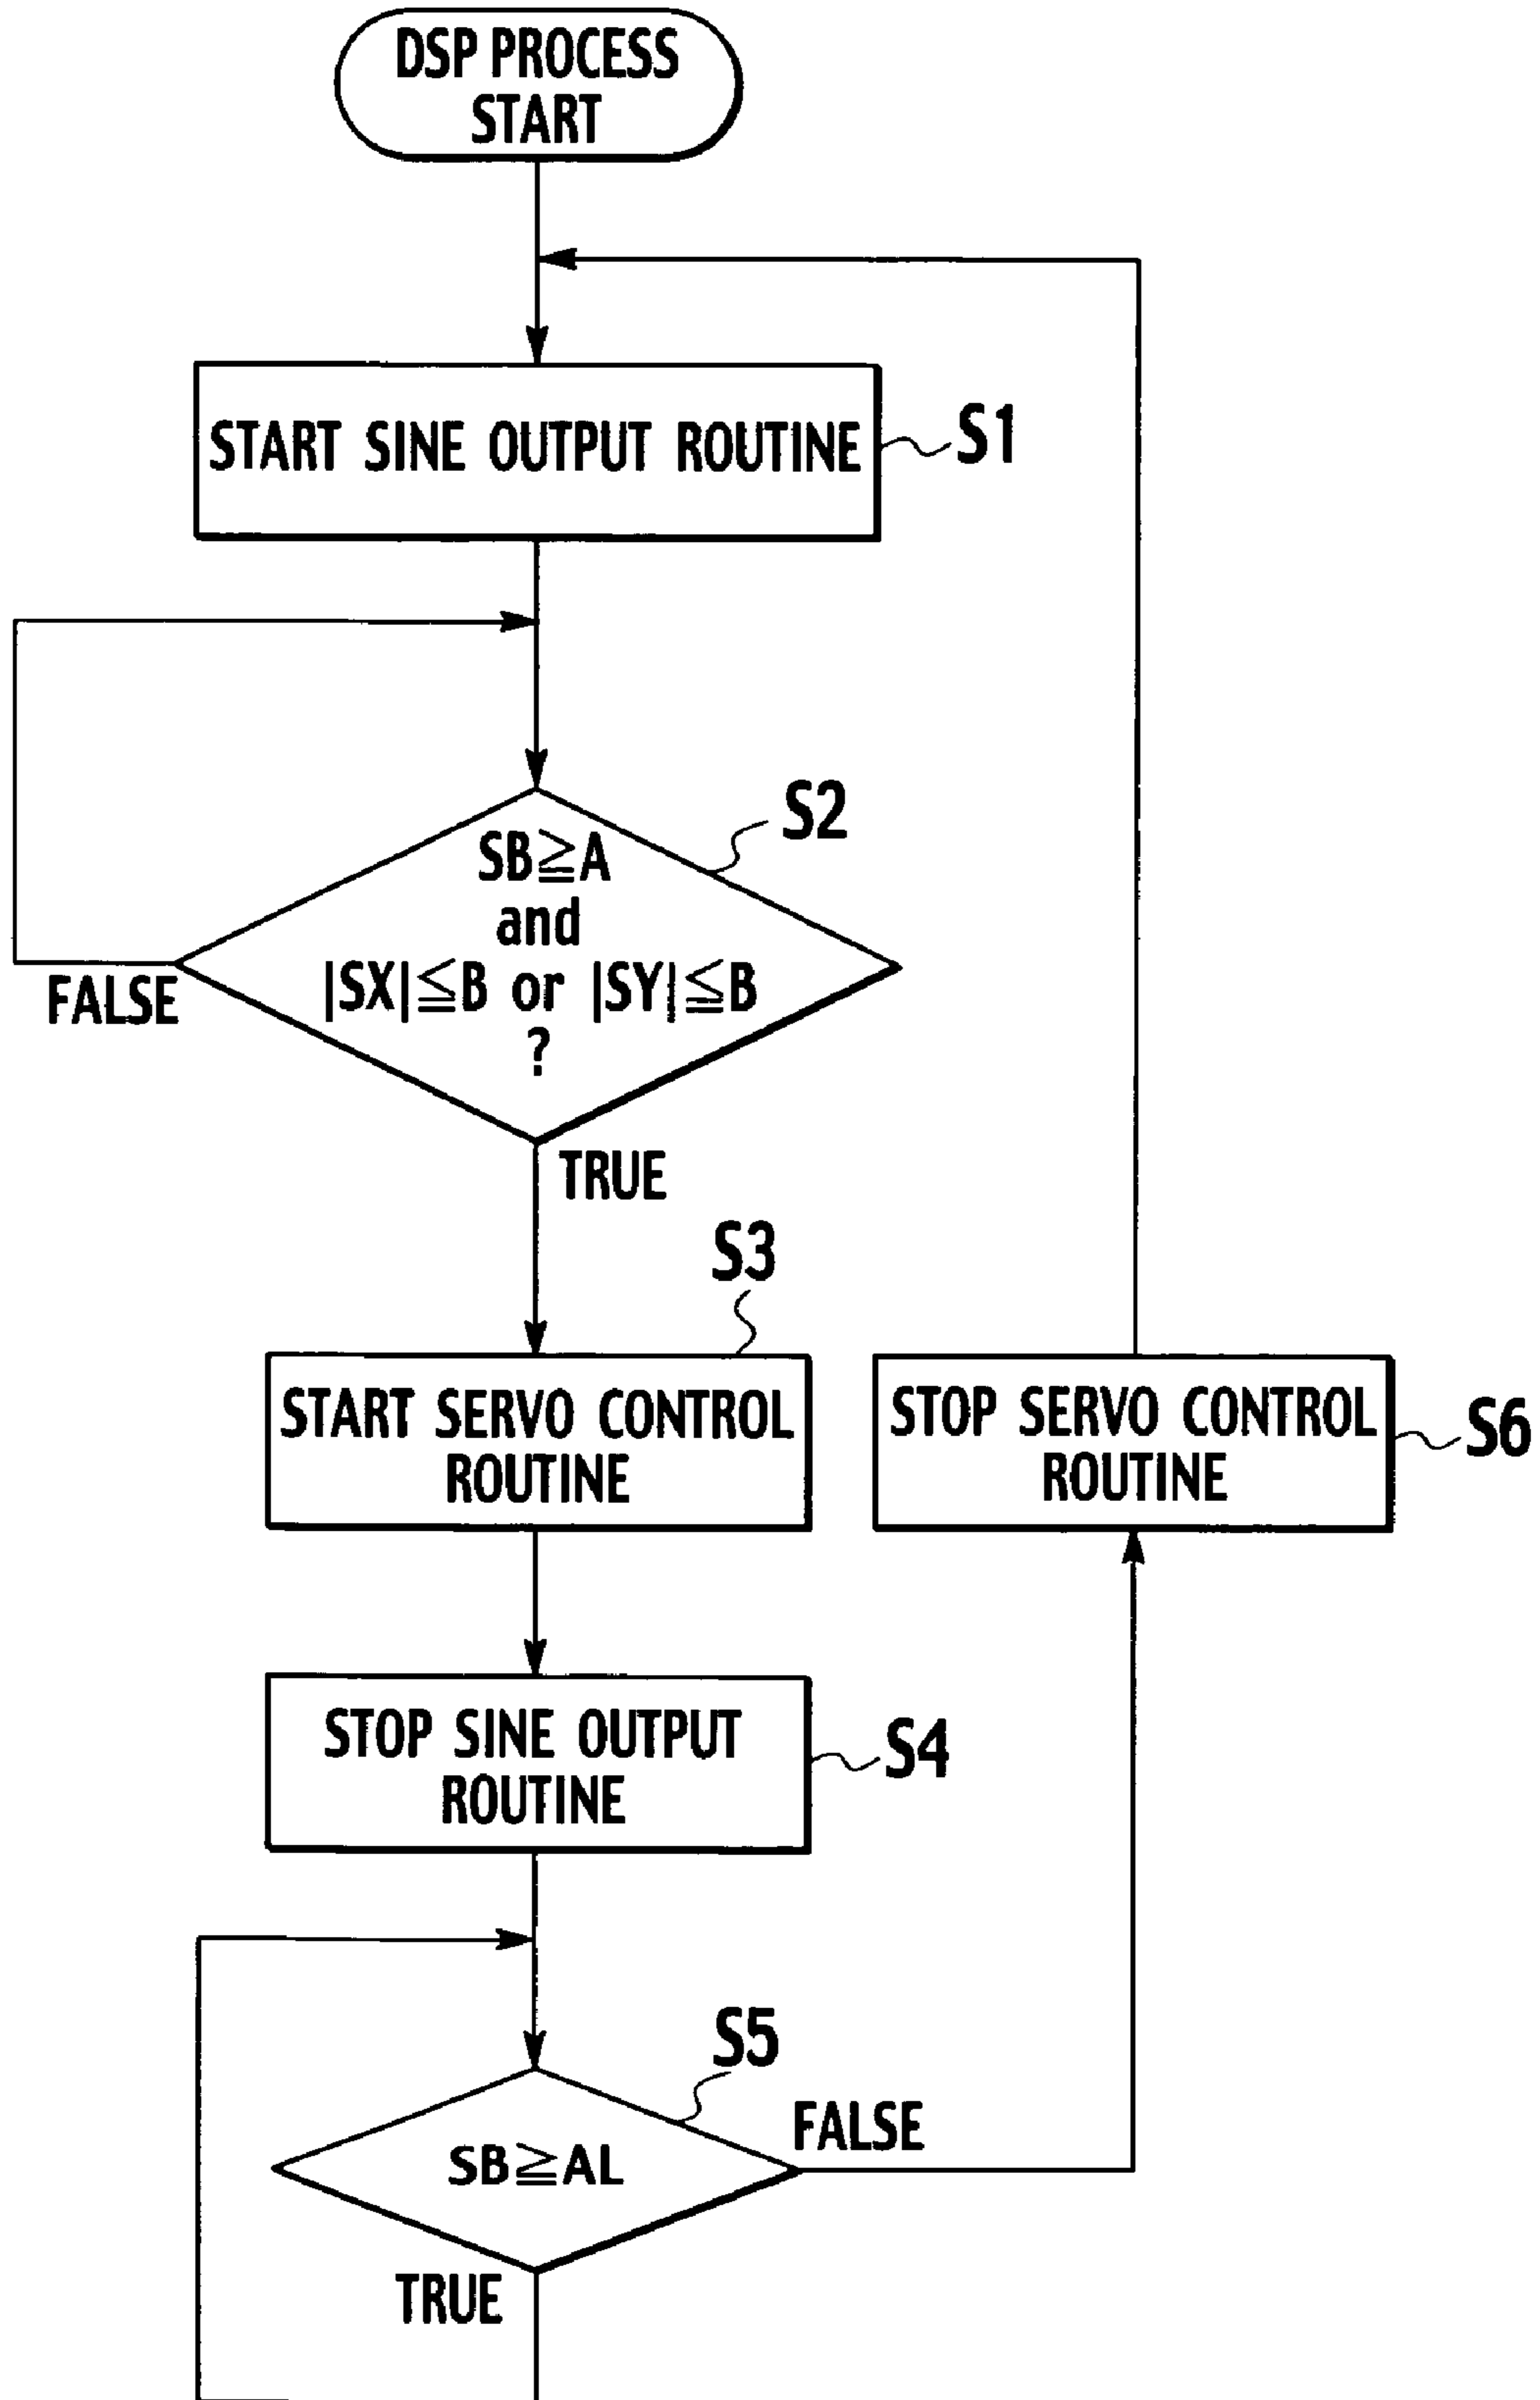 DSP PROCESS
START
START SINE OUTPUT ROUTINE
S1
S2
SB≧A
and
|SX|≦B or |SY|≦B
?
FALSE
TRUE
S3
START SERVO CONTROL
ROUTINE
STOP SERVO CONTROL
ROUTINE
S6
STOP SINE OUTPUT
ROUTINE
S4
S5
SB≧AL
FALSE
TRUE